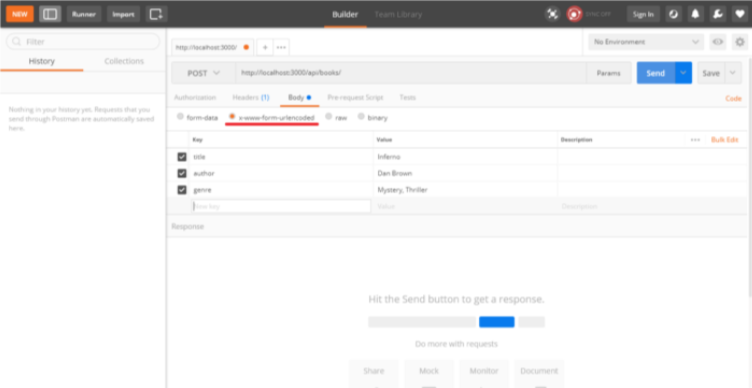 NEW Runner Import Builder Team Library SYNC OFF Sign In
Filter
History Collections
Nothing in your history yet. Requests that you
send through Postman are automatically saved
here.
http://localhost:3000/ + ••• No Environment
POST http://localhost:3000/api/books/ Params Send Save
Authorization Headers (1) Body Pre-request Script Tests Code
form-data x-www-form-urlencoded raw binary
Key Value Description ••• Bulk Edit
title Inferno
author Dan Brown
genre Mystery, Thriller
New key Value Description
Response
Hit the Send button to get a response.
Do more with requests
Share Mock Monitor Document